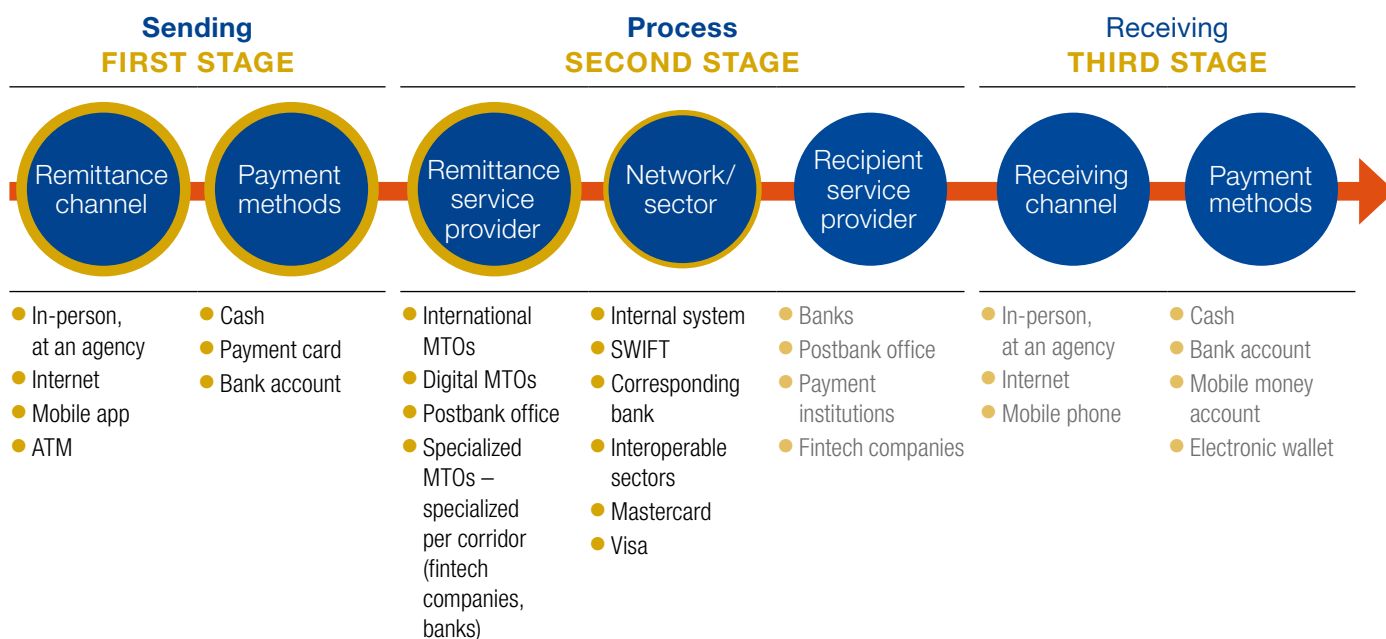 Sending
FIRST STAGE
Process
SECOND STAGE
Receiving
THIRD STAGE
Remittance
channel
Payment
methods
Remittance
service
provider
Network/
sector
Recipient
service
provider
Receiving
channel
Payment
methods
In-person,
at an agency
Internet
Mobile app
ATM
Cash
Payment card
Bank account
International
MTOs
Digital MTOs
Postbank office
Specialized
MTOs –
specialized
per corridor
(fintech
companies,
banks)
Internal system
SWIFT
Corresponding
bank
Interoperable
sectors
Mastercard
Visa
Banks
Postbank office
Payment
institutions
Fintech companies
In-person,
at an agency
Internet
Mobile phone
Cash
Bank account
Mobile money
account
Electronic wallet